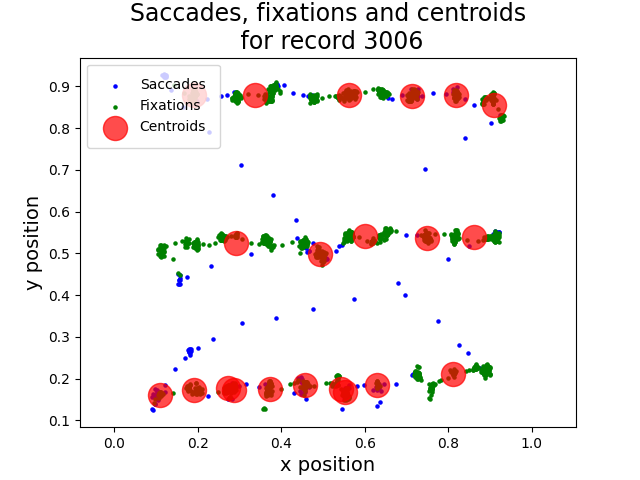 Saccades, fixations and centroids
for record 3006
Saccades
Fixations
Centroids
y position
0.9
0.8
0.7
0.6
0.5
0.4
0.3
0.2
0.1
0.0 0.2 0.4 0.6 0.8 1.0
x position